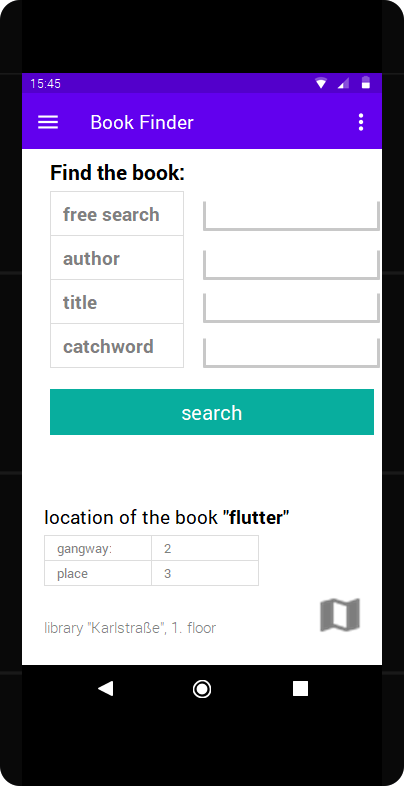 15:45
Book Finder
Find the book:
free search
author
title
catchword
search
location of the book "flutter"
gangway: 2
place 3
library "Karlstraße", 1. floor